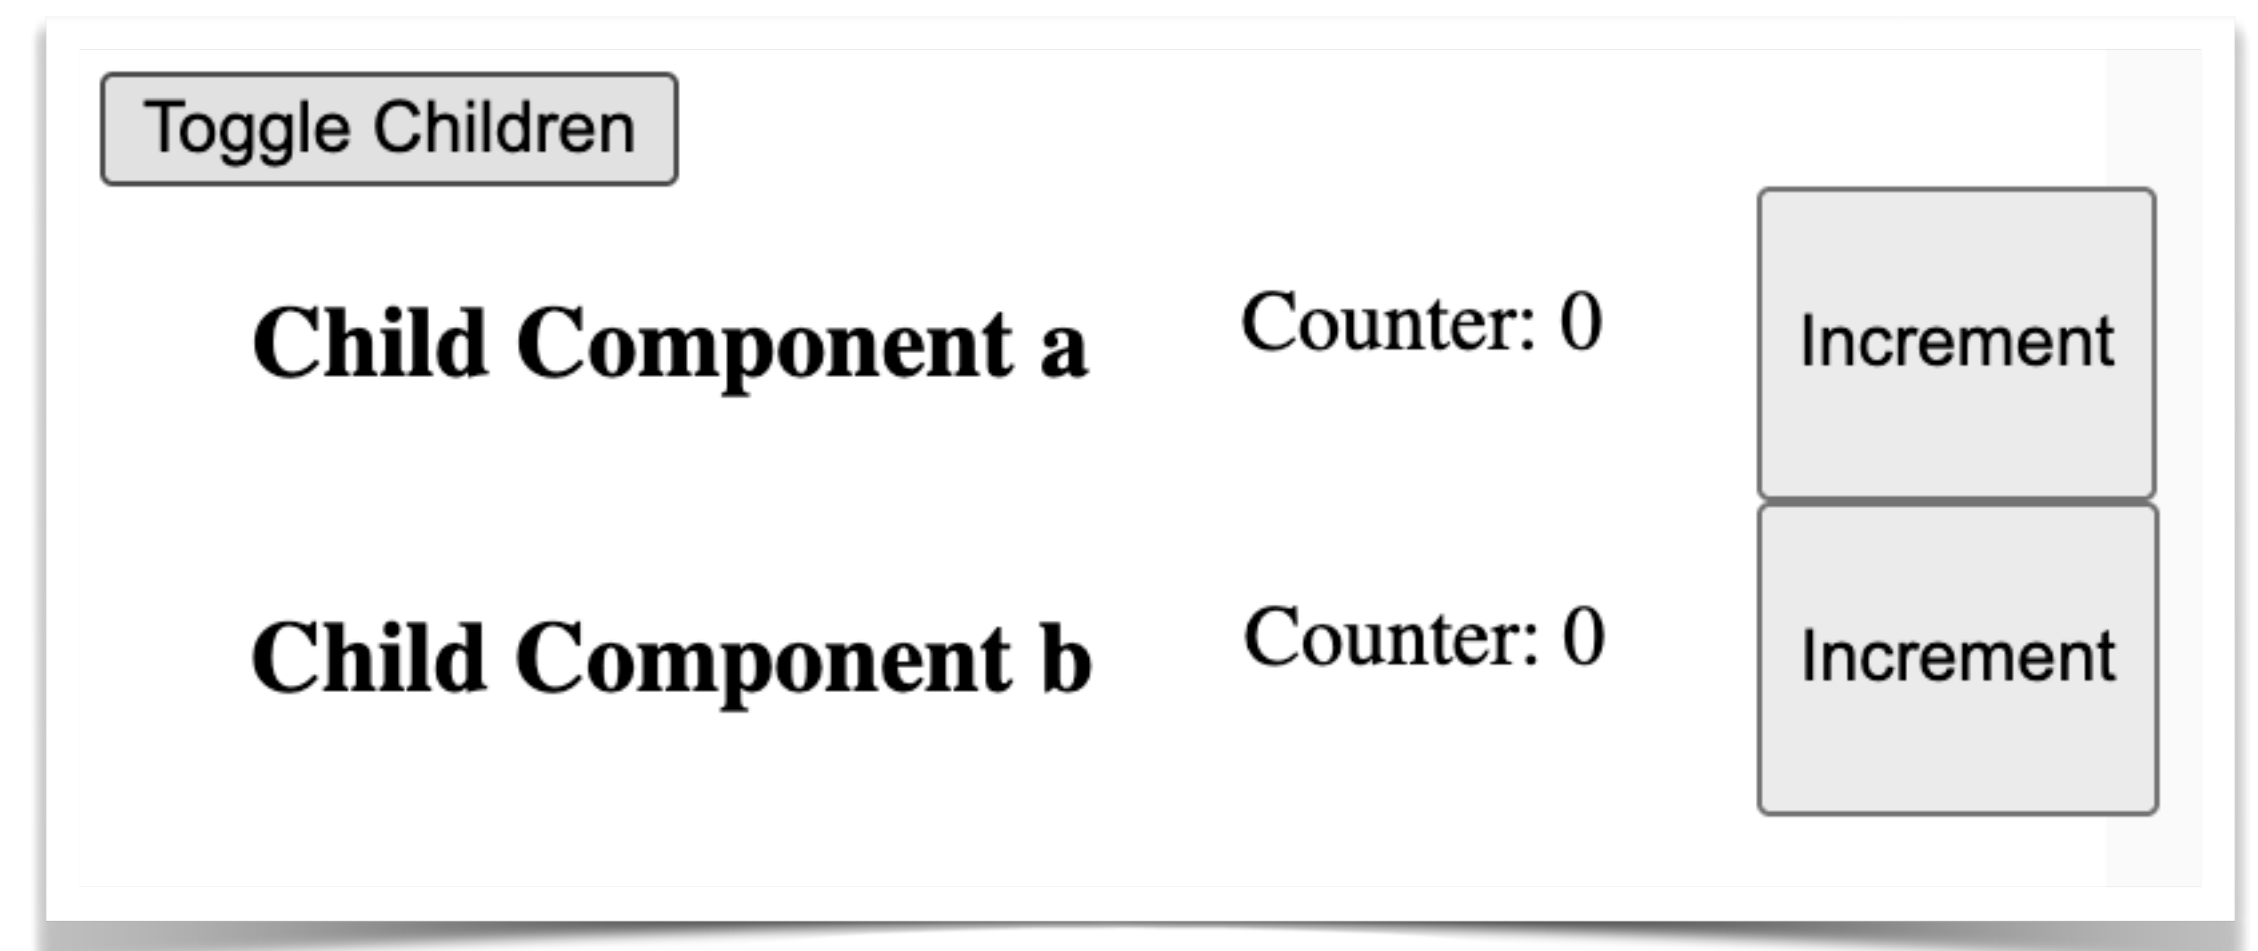 Toggle Children
Child Component a Counter: 0 Increment
Child Component b Counter: 0 Increment